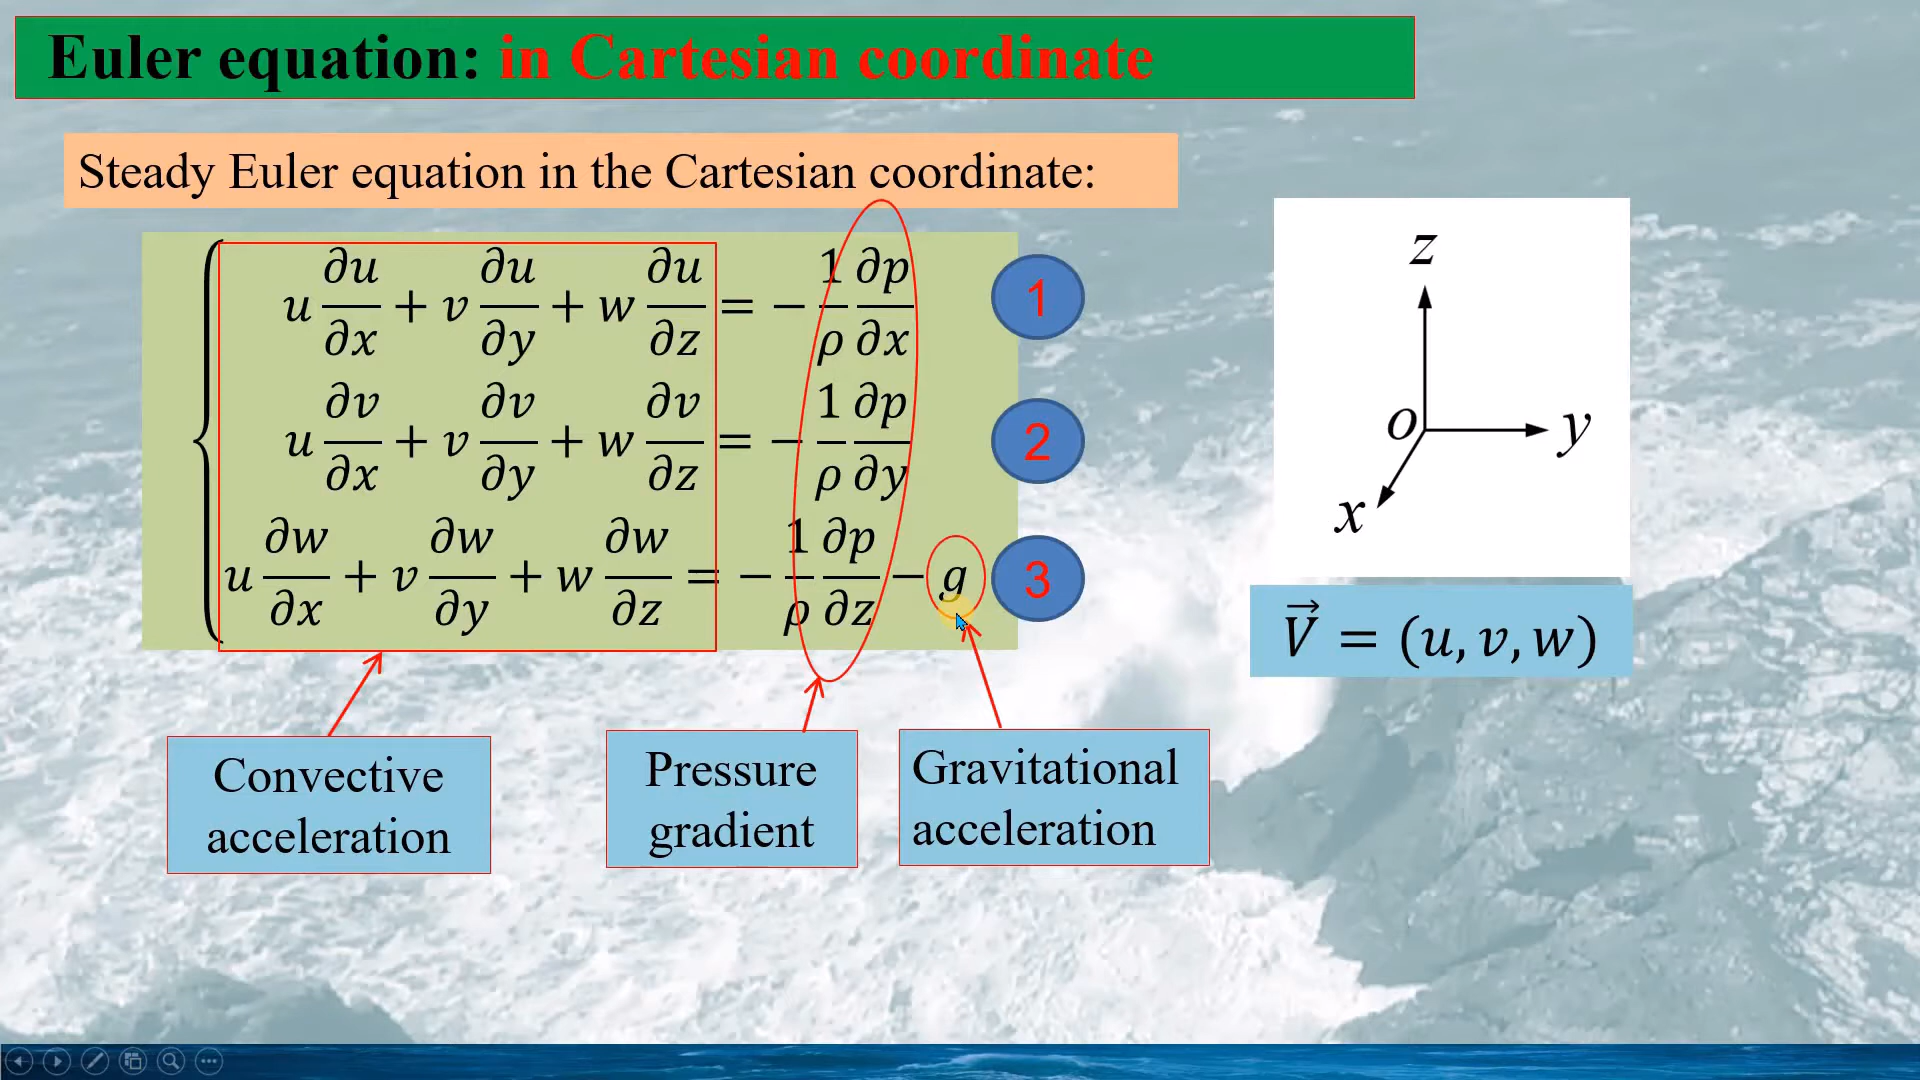 Euler equation: in Cartesian coordinate
Steady Euler equation in the Cartesian coordinate:
u ∂u/∂x + v ∂u/∂y + w ∂u/∂z = − 1/ρ ∂p/∂x
1
u ∂v/∂x + v ∂v/∂y + w ∂v/∂z = − 1/ρ ∂p/∂y
2
u ∂w/∂x + v ∂w/∂y + w ∂w/∂z = − 1/ρ ∂p/∂z − g
3
Convective
acceleration
Pressure
gradient
Gravitational
acceleration
z
o
y
x
V⃗ = (u, v, w)